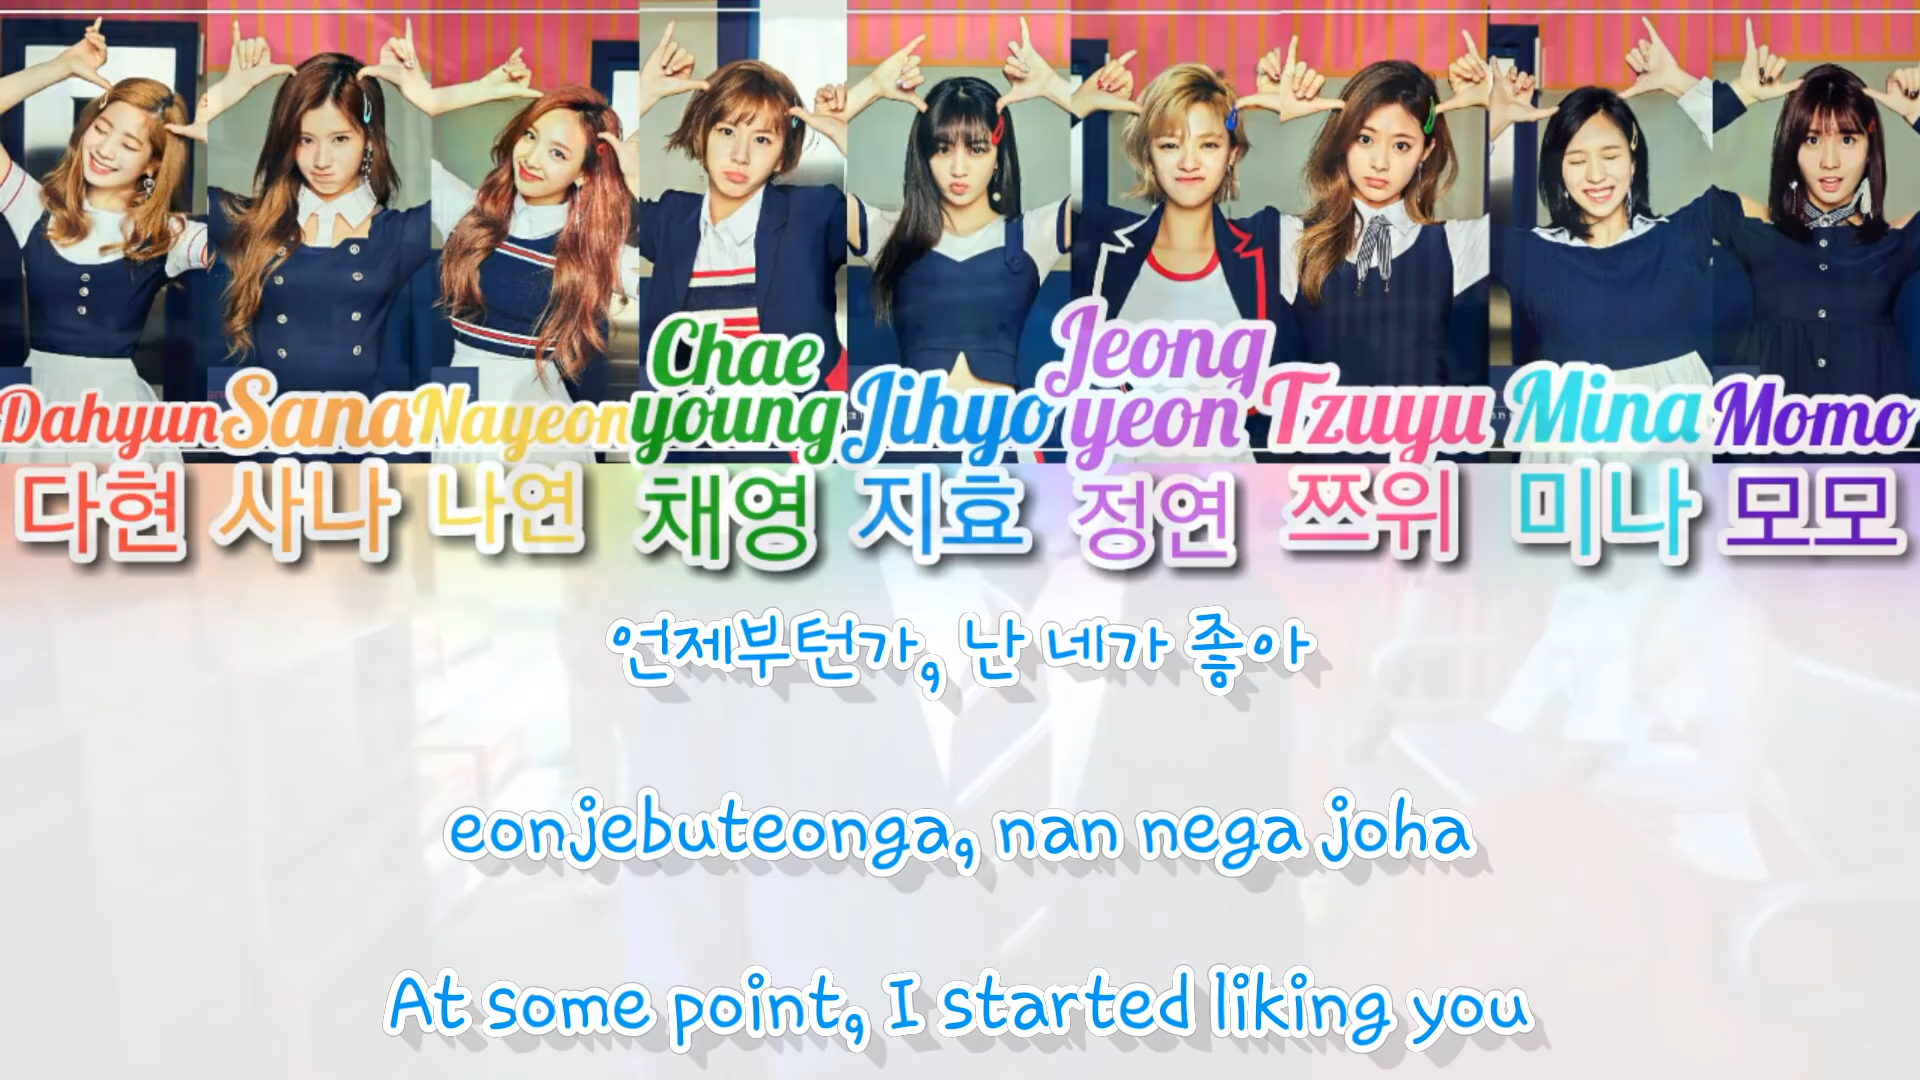 Dahyun Sana Nayeon Chae young Jihyo Jeong yeon Tzuyu Mina Momo
다현 사나 나연 채영 지효 정연 쯔위 미나 모모
언제부턴가, 난 네가 좋아
eonjebuteonga, nan nega joha
At some point, I started liking you